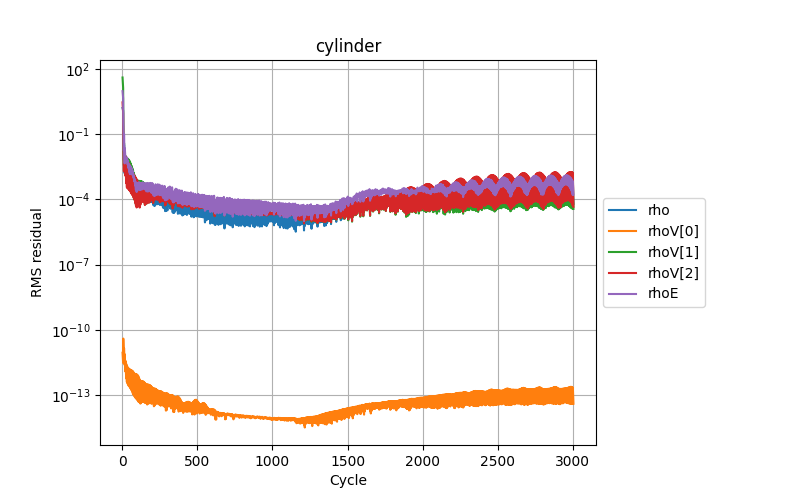 cylinder
RMS residual
10^2
10^-1
10^-4
10^-7
10^-10
10^-13
0 500 1000 1500 2000 2500 3000
Cycle
rho
rhoV[0]
rhoV[1]
rhoV[2]
rhoE